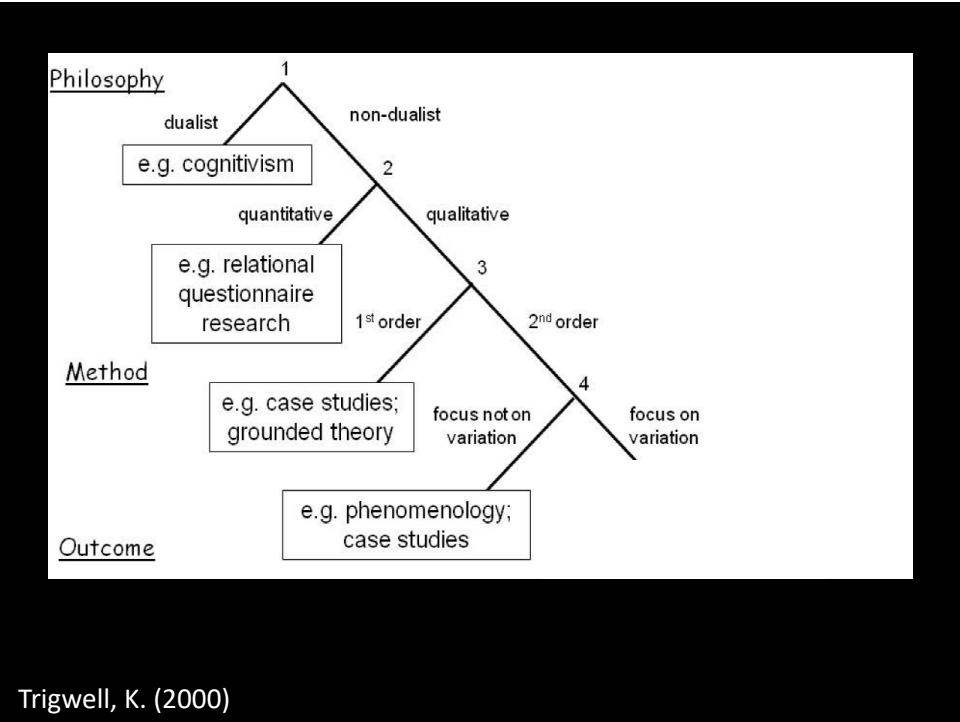 1
Philosophy
dualist
non-dualist
e.g. cognitivism
2
quantitative
qualitative
e.g. relational
questionnaire
research
3
1st order
2nd order
Method
4
e.g. case studies;
grounded theory
focus not on
variation
focus on
variation
e.g. phenomenology;
case studies
Outcome
Trigwell, K. (2000)